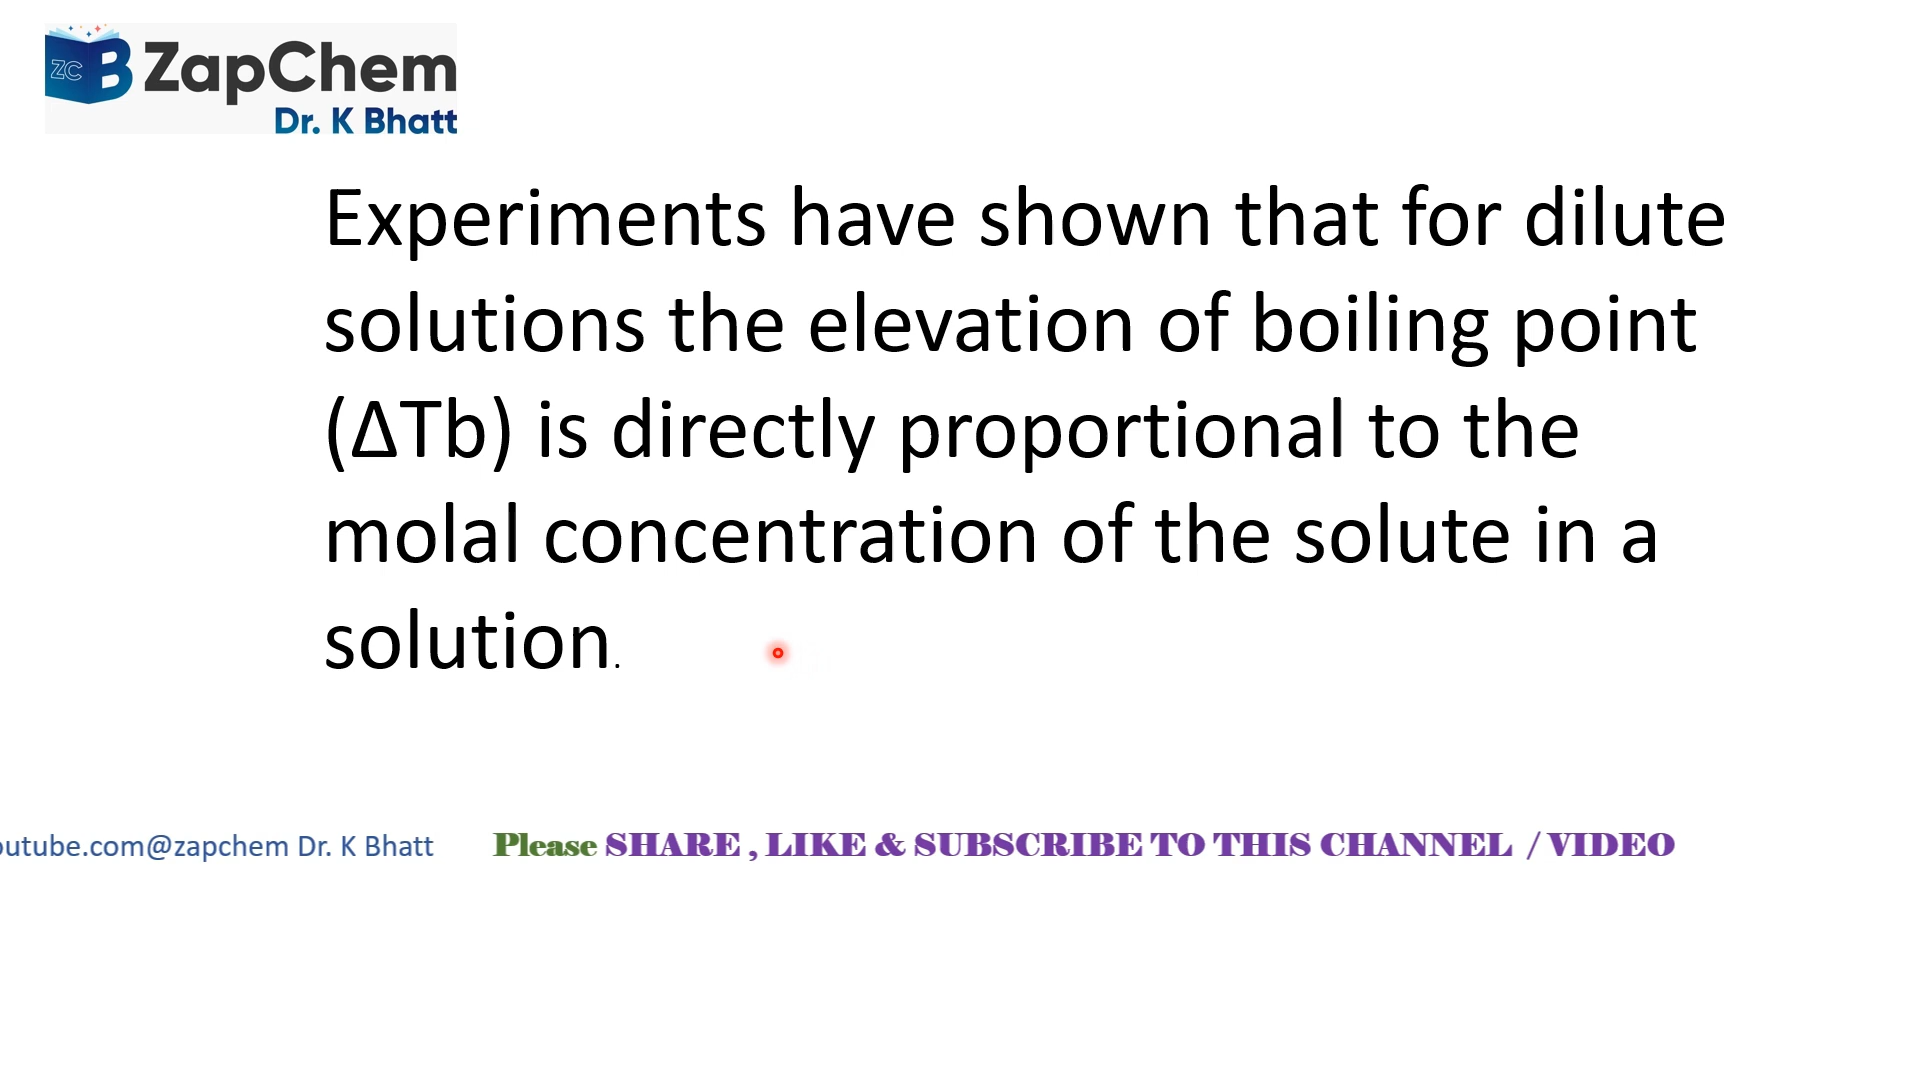 ZC B ZapChem
Dr. K Bhatt
Experiments have shown that for dilute
solutions the elevation of boiling point
(ΔTb) is directly proportional to the
molal concentration of the solute in a
solution.
outube.com@zapchem Dr. K Bhatt Please SHARE , LIKE & SUBSCRIBE TO THIS CHANNEL / VIDEO